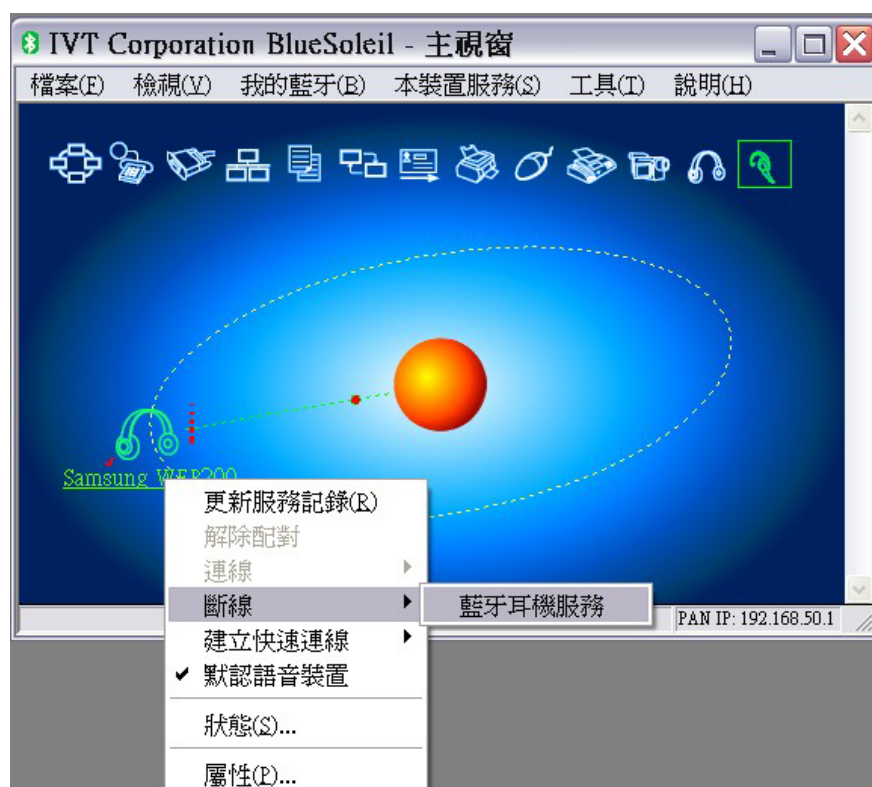 IVT Corporation BlueSoleil - 主視窗
檔案(F) 檢視(V) 我的藍牙(B) 本裝置服務(S) 工具(T) 說明(H)
Samsung WEP200
更新服務記錄(R)
解除配對
連線
斷線
藍牙耳機服務
PAN IP: 192.168.50.1
建立快速連線
默認語音裝置
狀態(S)...
屬性(P)...